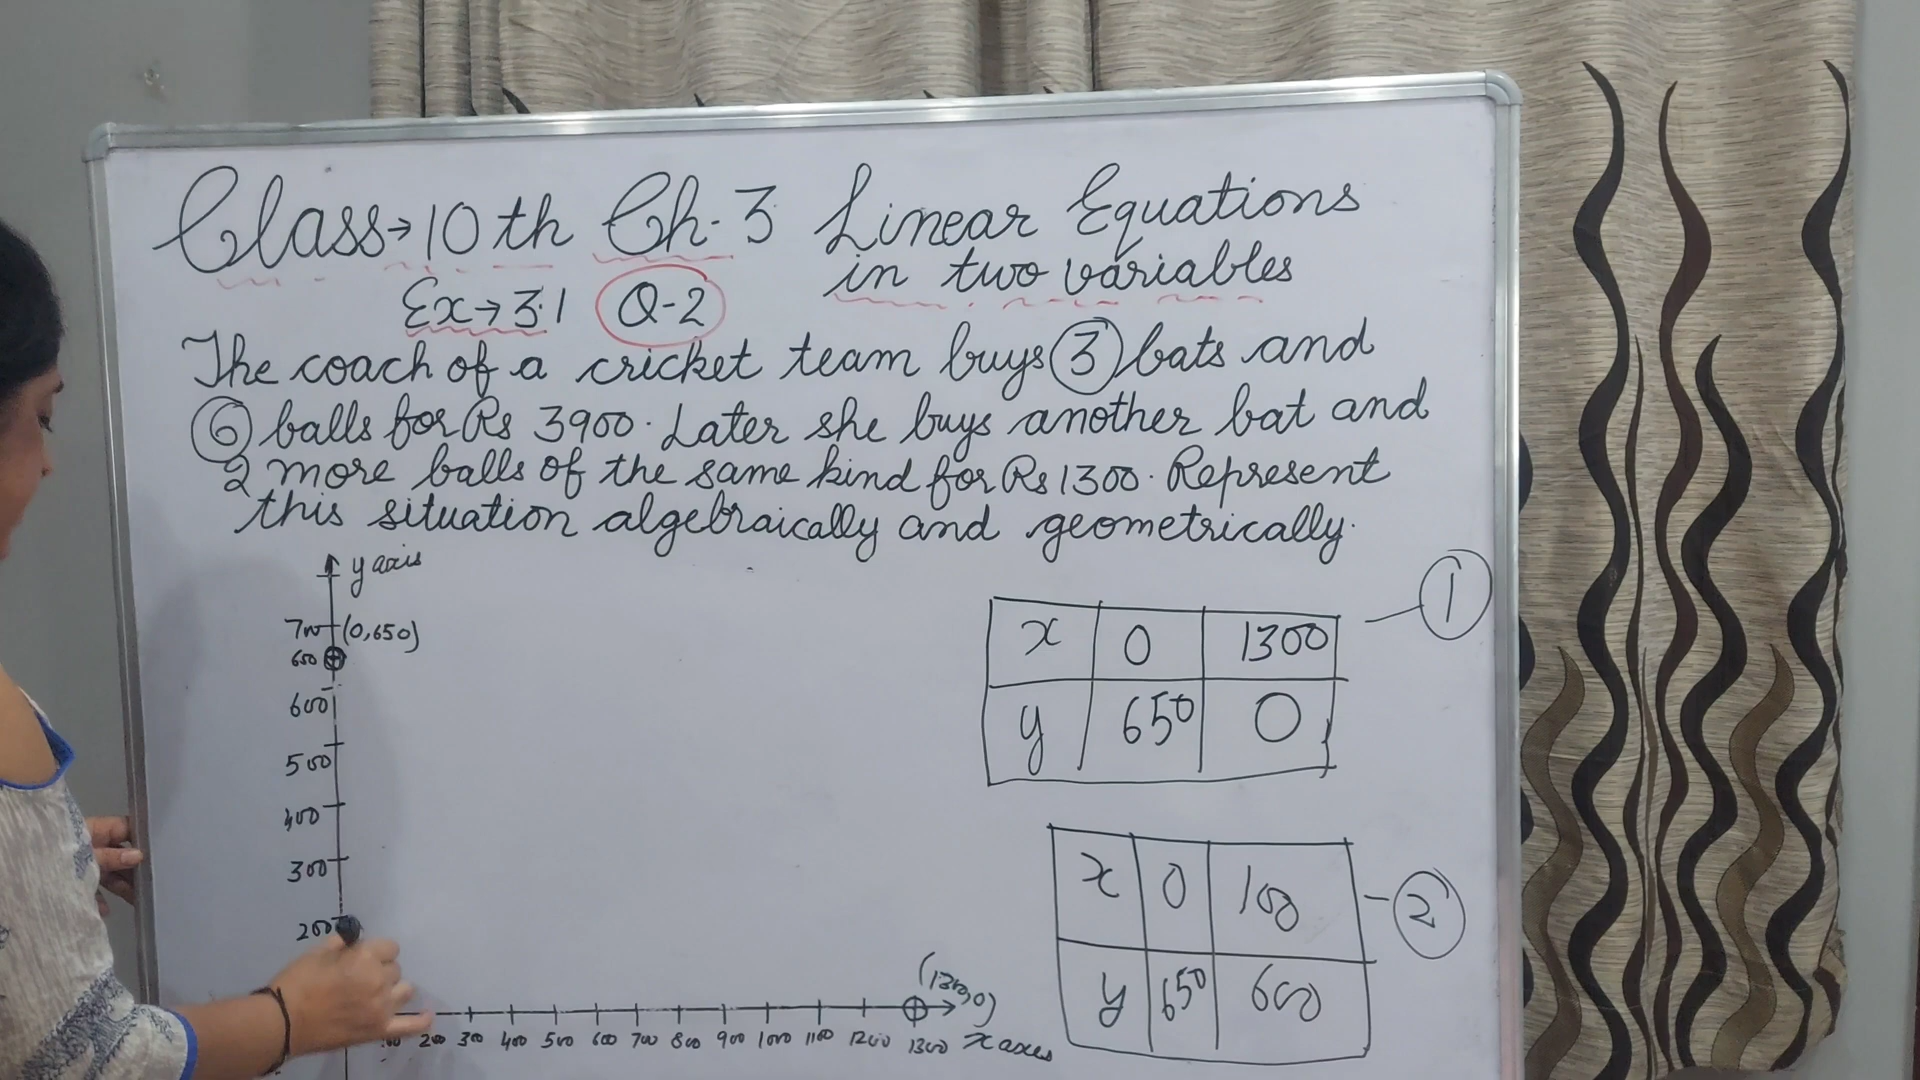 Class→10th Ch-3 Linear Equations
in two variables
Ex→3.1 Q-2
The coach of a cricket team buys 3 bats and
6 balls for Rs 3900. Later she buys another bat and
2 more balls of the same kind for Rs 1300. Represent
this situation algebraically and geometrically.
y axis
700 (0,650)
650
600
500
400
300
200
(1300,0)
200 300 400 500 600 700 800 900 1000 1100 1200 1300 x axes
x 0 1300 1
y 650 0
x 0 100 2
y 650 600